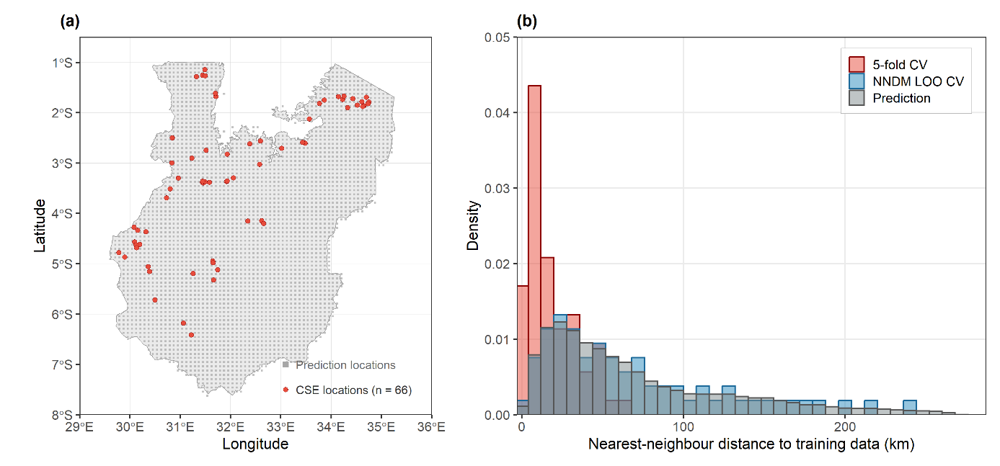 (a)
1°S
2°S
3°S
4°S
5°S
6°S
7°S
8°S
Latitude
Prediction locations
CSE locations (n = 66)
29°E 30°E 31°E 32°E 33°E 34°E 35°E 36°E
Longitude
(b)
0.05
0.04
0.03
0.02
0.01
0.00
Density
5-fold CV
NNDM LOO CV
Prediction
0 100 200
Nearest-neighbour distance to training data (km)